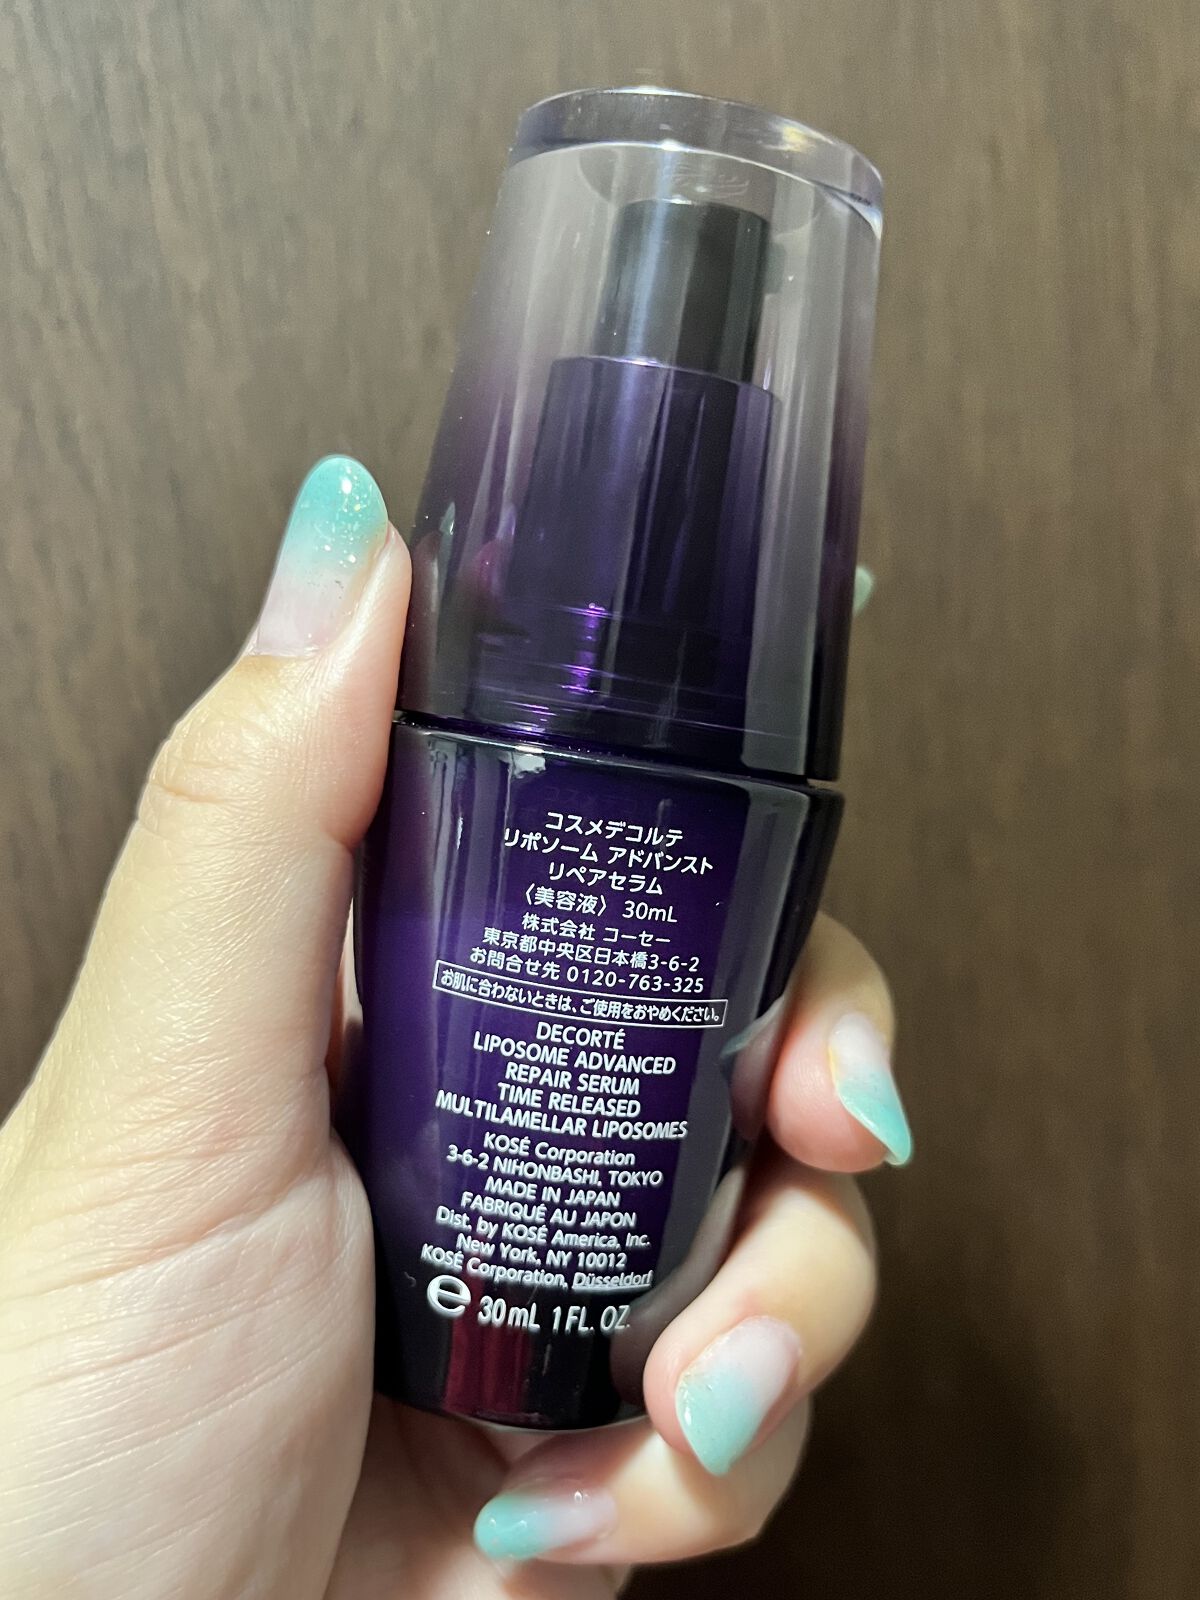 コスメデコルテ
リポソーム アドバンスト
リペアセラム
〈美容液〉 30mL
株式会社 コーセー
東京都中央区日本橋3-6-2
お問合せ先 0120-763-325
お肌に合わないときは、ご使用をおやめください。
DECORTÉ
LIPOSOME ADVANCED
REPAIR SERUM
TIME RELEASED
MULTILAMELLAR LIPOSOMES
KOSÉ Corporation
3-6-2 NIHONBASHI, TOKYO
MADE IN JAPAN
FABRIQUÉ AU JAPON
Dist. by KOSÉ America, Inc.
New York, NY 10012
KOSÉ Corporation, Düsseldorf
℮ 30mL 1FL. OZ.